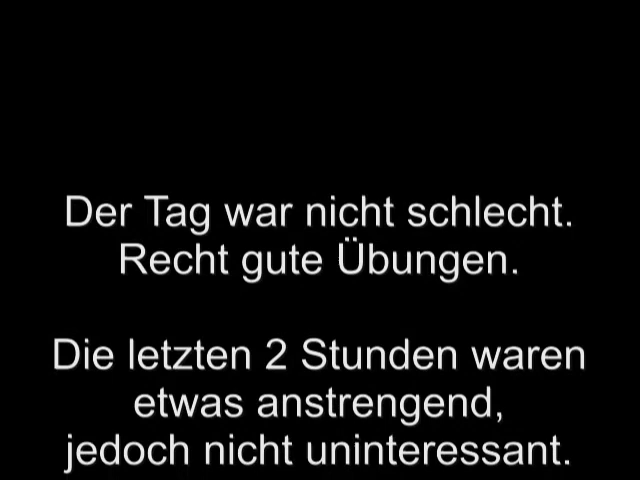 Der Tag war nicht schlecht.
Recht gute Übungen.
Die letzten 2 Stunden waren
etwas anstrengend,
jedoch nicht uninteressant.